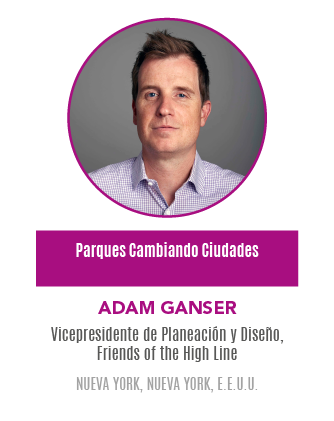 Parques Cambiando Ciudades
ADAM GANSER
Vicepresidente de Planeación y Diseño,
Friends of the High Line
NUEVA YORK, NUEVA YORK, E.E.U.U.